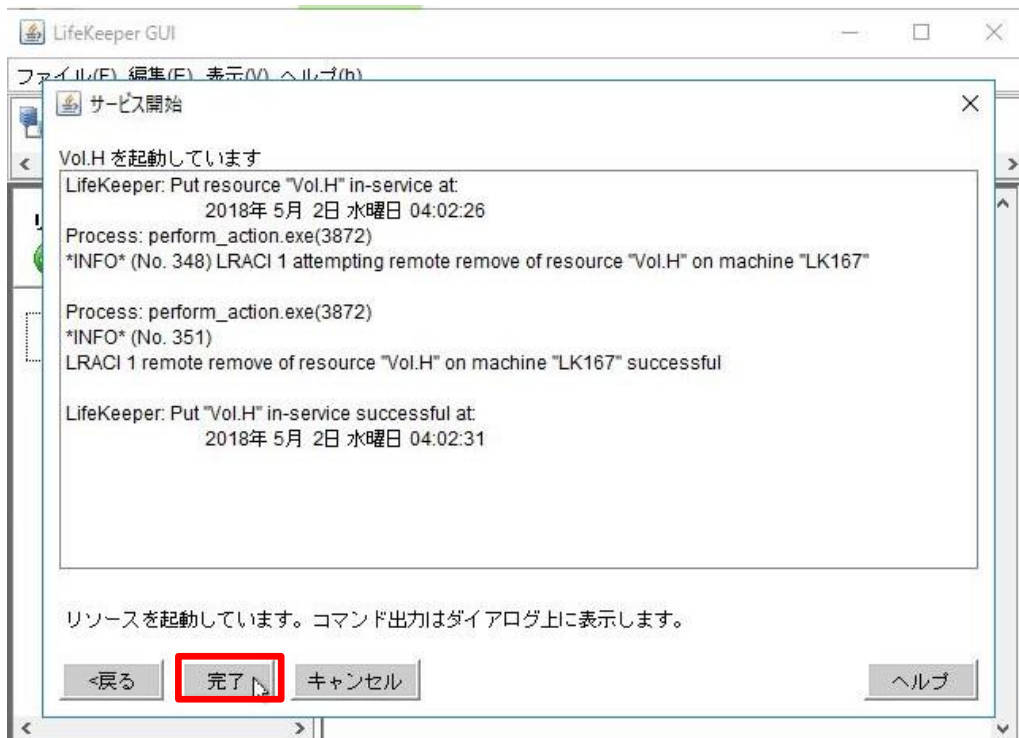 LifeKeeper GUI
ファイル(F) 編集(E) 表示(V) ヘルプ(h)
サービス開始
Vol.H を起動しています
LifeKeeper: Put resource "Vol.H" in-service at:
2018年 5月 2日 水曜日 04:02:26
Process: perform_action.exe(3872)
*INFO* (No. 348) LRACI 1 attempting remote remove of resource "Vol.H" on machine "LK167"
Process: perform_action.exe(3872)
*INFO* (No. 351)
LRACI 1 remote remove of resource "Vol.H" on machine "LK167" successful
LifeKeeper: Put "Vol.H" in-service successful at:
2018年 5月 2日 水曜日 04:02:31
リソースを起動しています。コマンド出力はダイアログ上に表示します。
<戻る 完了 キャンセル ヘルプ